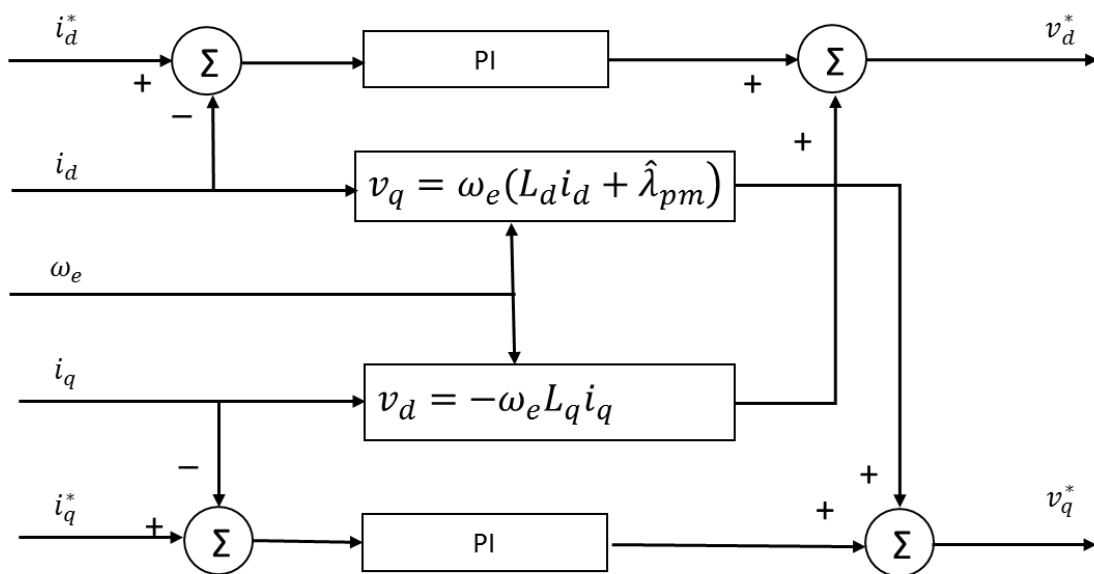 i_d^* v_d^*
Σ PI Σ
+ − + +
i_d
v_q = ω_e(L_d i_d + λ̂_pm)
ω_e
i_q
v_d = −ω_e L_q i_q
− +
i_q^* v_q^*
+ +
Σ PI Σ